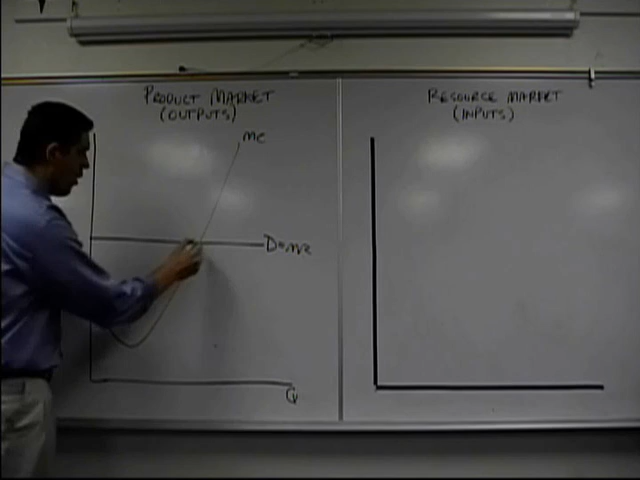 PRODUCT MARKET
(OUTPUTS)
MC
D=MR
Q
RESOURCE MARKET
(INPUTS)